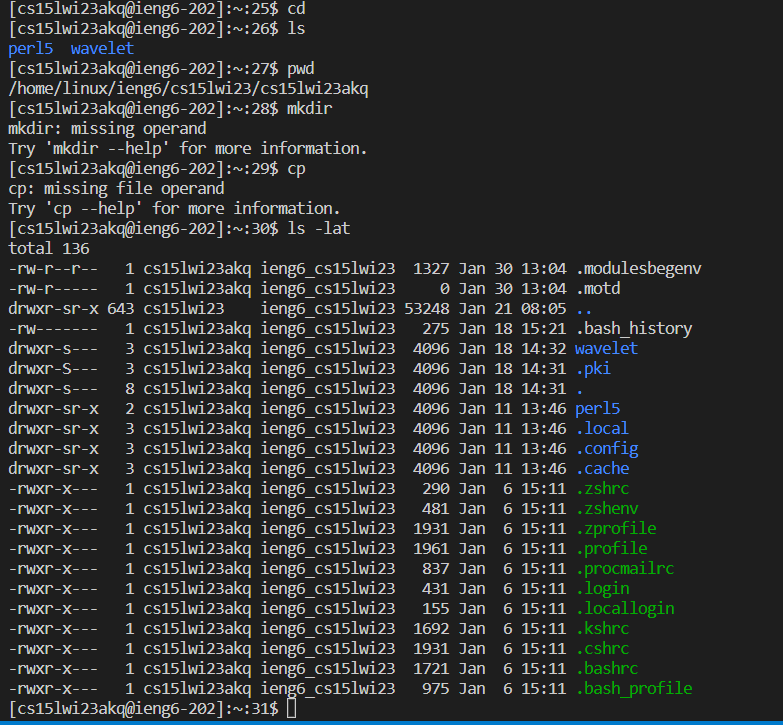 [cs15lwi23akq@ieng6-202]:~:25$ cd
[cs15lwi23akq@ieng6-202]:~:26$ ls
perl5  wavelet
[cs15lwi23akq@ieng6-202]:~:27$ pwd
/home/linux/ieng6/cs15lwi23/cs15lwi23akq
[cs15lwi23akq@ieng6-202]:~:28$ mkdir
mkdir: missing operand
Try 'mkdir --help' for more information.
[cs15lwi23akq@ieng6-202]:~:29$ cp
cp: missing file operand
Try 'cp --help' for more information.
[cs15lwi23akq@ieng6-202]:~:30$ ls -lat
total 136
-rw-r--r--   1 cs15lwi23akq ieng6_cs15lwi23  1327 Jan 30 13:04 .modulesbegenv
-rw-r-----   1 cs15lwi23akq ieng6_cs15lwi23     0 Jan 30 13:04 .motd
drwxr-sr-x 643 cs15lwi23    ieng6_cs15lwi23 53248 Jan 21 08:05 ..
-rw-------   1 cs15lwi23akq ieng6_cs15lwi23   275 Jan 18 15:21 .bash_history
drwxr-s---   3 cs15lwi23akq ieng6_cs15lwi23  4096 Jan 18 14:32 wavelet
drwxr-S---   3 cs15lwi23akq ieng6_cs15lwi23  4096 Jan 18 14:31 .pki
drwxr-s---   8 cs15lwi23akq ieng6_cs15lwi23  4096 Jan 18 14:31 .
drwxr-sr-x   2 cs15lwi23akq ieng6_cs15lwi23  4096 Jan 11 13:46 perl5
drwxr-sr-x   3 cs15lwi23akq ieng6_cs15lwi23  4096 Jan 11 13:46 .local
drwxr-sr-x   3 cs15lwi23akq ieng6_cs15lwi23  4096 Jan 11 13:46 .config
drwxr-sr-x   3 cs15lwi23akq ieng6_cs15lwi23  4096 Jan 11 13:46 .cache
-rwxr-x---   1 cs15lwi23akq ieng6_cs15lwi23   290 Jan  6 15:11 .zshrc
-rwxr-x---   1 cs15lwi23akq ieng6_cs15lwi23   481 Jan  6 15:11 .zshenv
-rwxr-x---   1 cs15lwi23akq ieng6_cs15lwi23  1931 Jan  6 15:11 .zprofile
-rwxr-x---   1 cs15lwi23akq ieng6_cs15lwi23  1961 Jan  6 15:11 .profile
-rwxr-x---   1 cs15lwi23akq ieng6_cs15lwi23   837 Jan  6 15:11 .procmailrc
-rwxr-x---   1 cs15lwi23akq ieng6_cs15lwi23   431 Jan  6 15:11 .login
-rwxr-x---   1 cs15lwi23akq ieng6_cs15lwi23   155 Jan  6 15:11 .locallogin
-rwxr-x---   1 cs15lwi23akq ieng6_cs15lwi23  1692 Jan  6 15:11 .kshrc
-rwxr-x---   1 cs15lwi23akq ieng6_cs15lwi23  1931 Jan  6 15:11 .cshrc
-rwxr-x---   1 cs15lwi23akq ieng6_cs15lwi23  1721 Jan  6 15:11 .bashrc
-rwxr-x---   1 cs15lwi23akq ieng6_cs15lwi23   975 Jan  6 15:11 .bash_profile
[cs15lwi23akq@ieng6-202]:~:31$